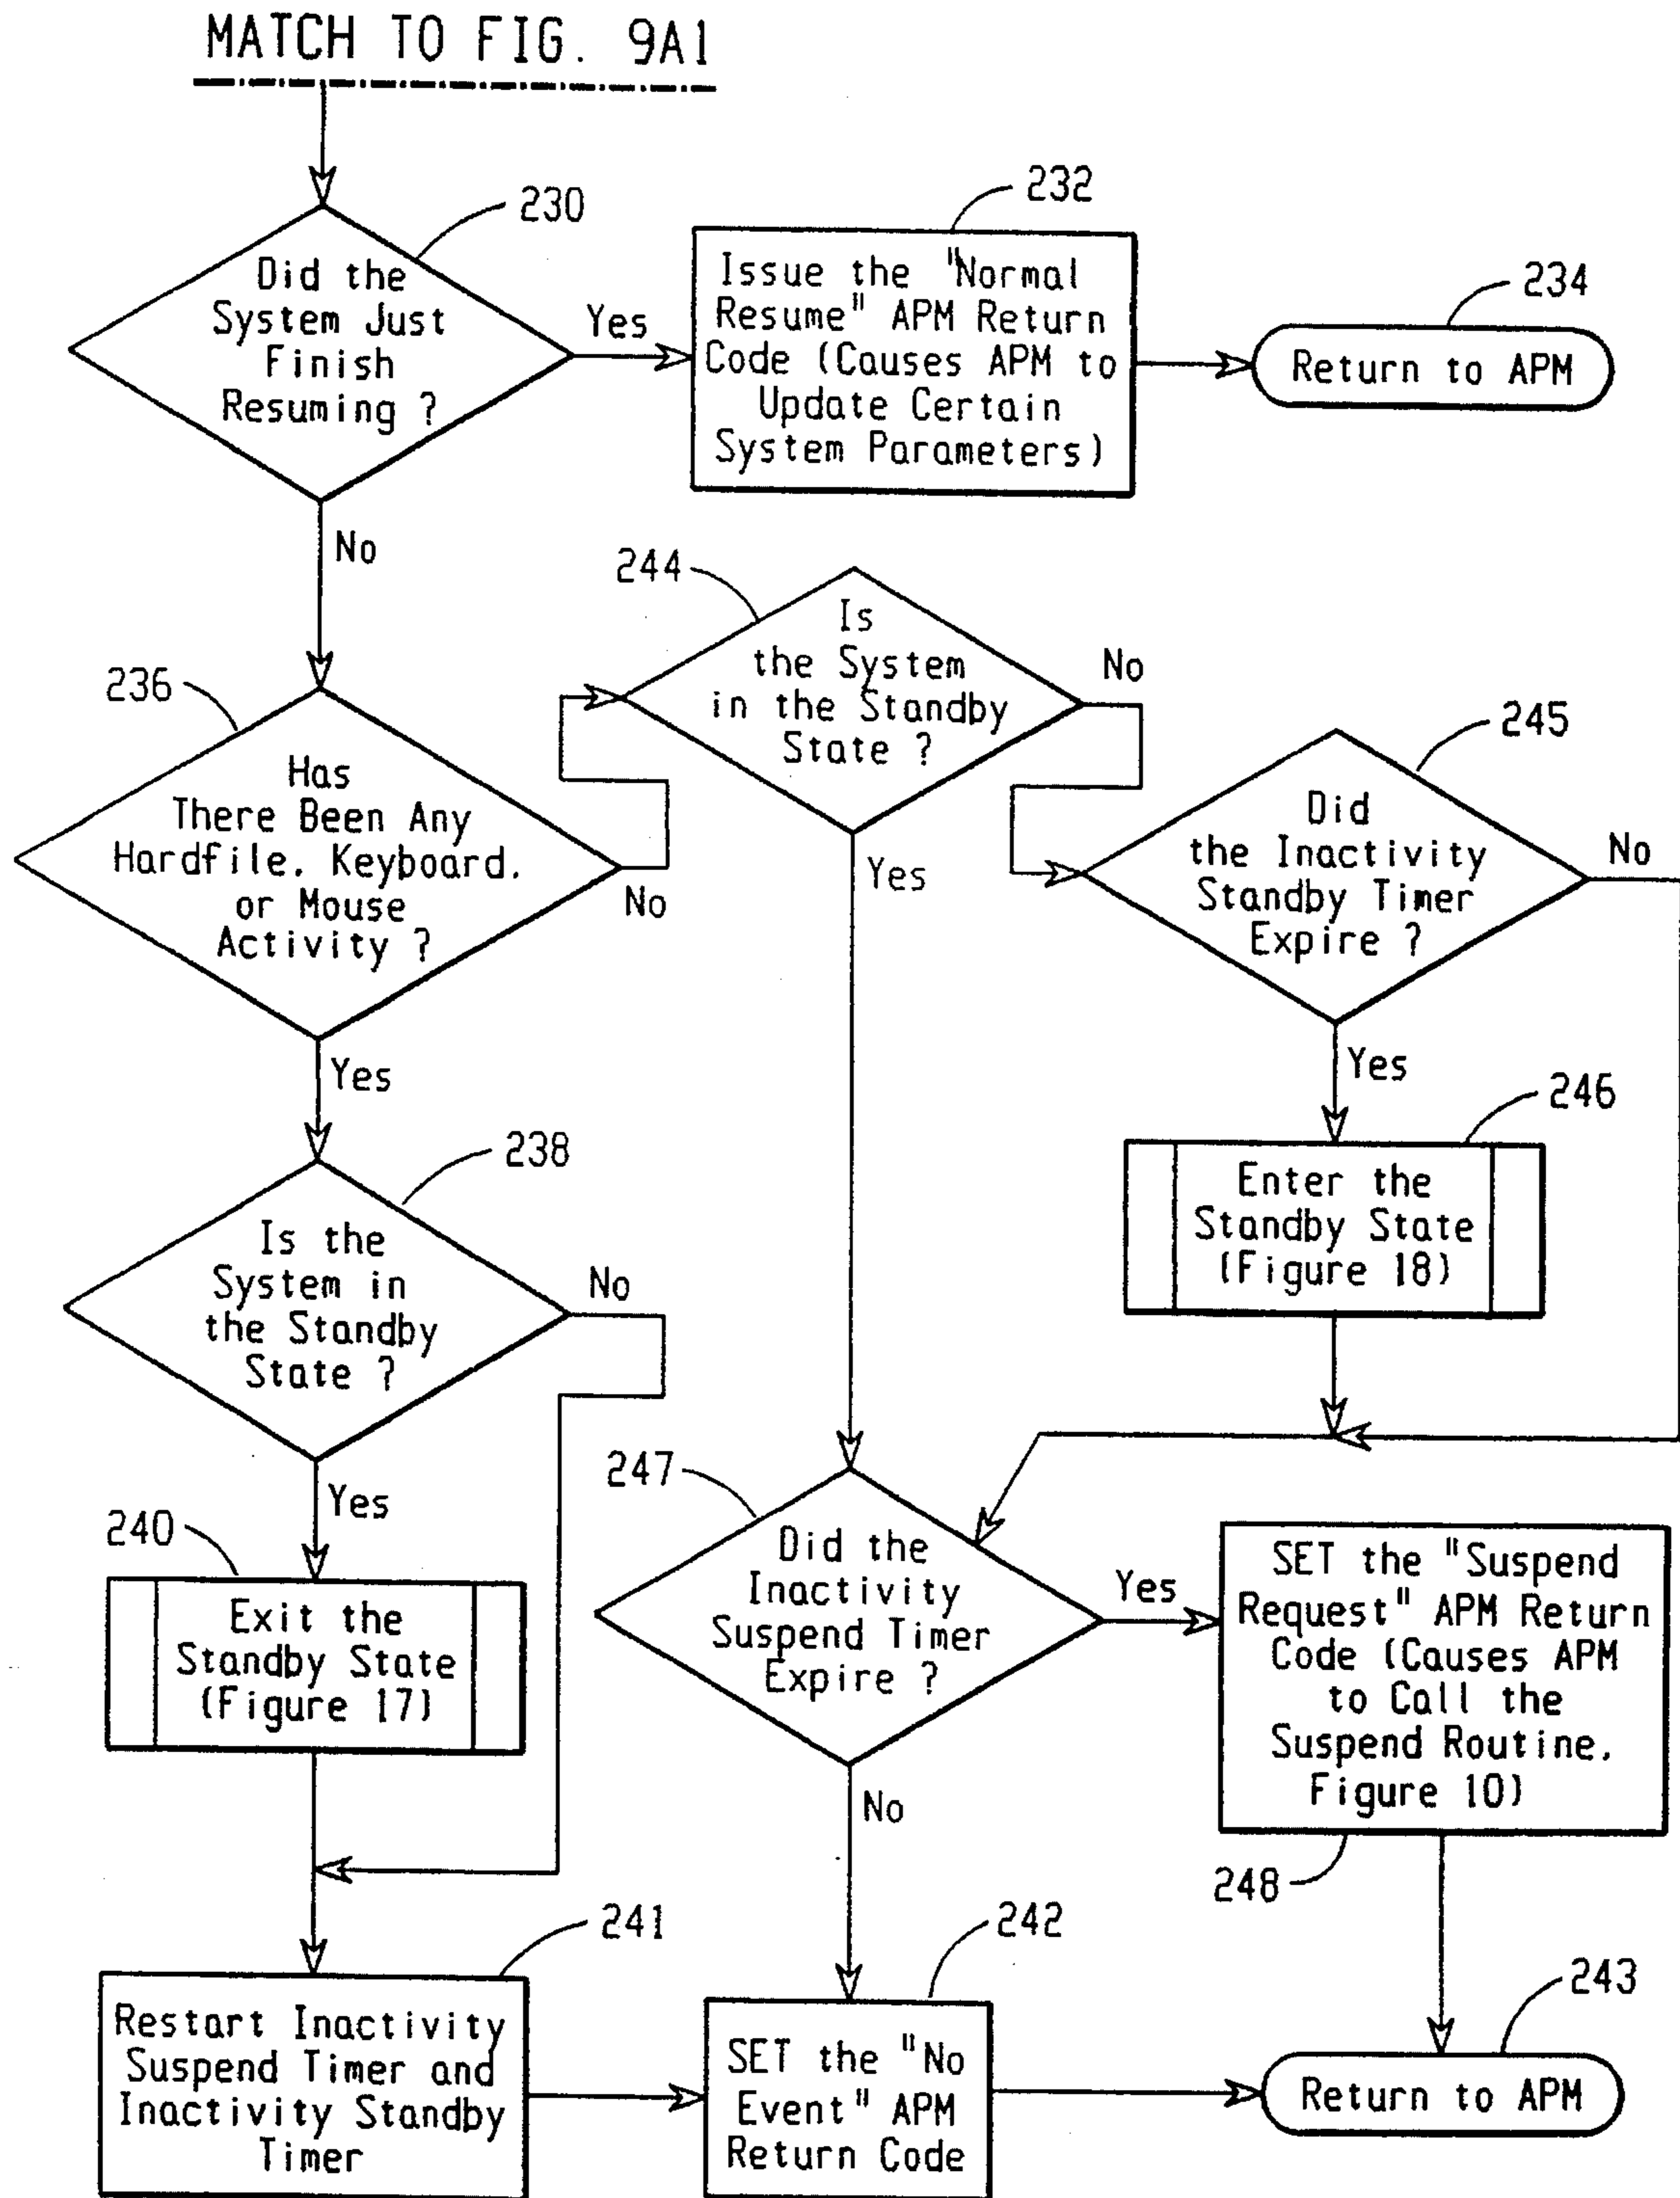 MATCH TO FIG. 9A1
230
Did the
System Just
Finish
Resuming ?
Yes
No
232
Issue the "Normal
Resume" APM Return
Code (Causes APM to
Update Certain
System Parameters)
234
Return to APM
236
Has
There Been Any
Hardfile, Keyboard,
or Mouse
Activity ?
No
Yes
244
Is
the System
in the Standby
State ?
No
Yes
245
Did
the Inactivity
Standby Timer
Expire ?
No
Yes
246
Enter the
Standby State
(Figure 18)
238
Is the
System in
the Standby
State ?
No
Yes
240
Exit the
Standby State
(Figure 17)
247
Did the
Inactivity
Suspend Timer
Expire ?
Yes
No
SET the "Suspend
Request" APM Return
Code (Causes APM
to Call the
Suspend Routine,
Figure 10)
248
241
Restart Inactivity
Suspend Timer and
Inactivity Standby
Timer
242
SET the "No
Event" APM
Return Code
243
Return to APM